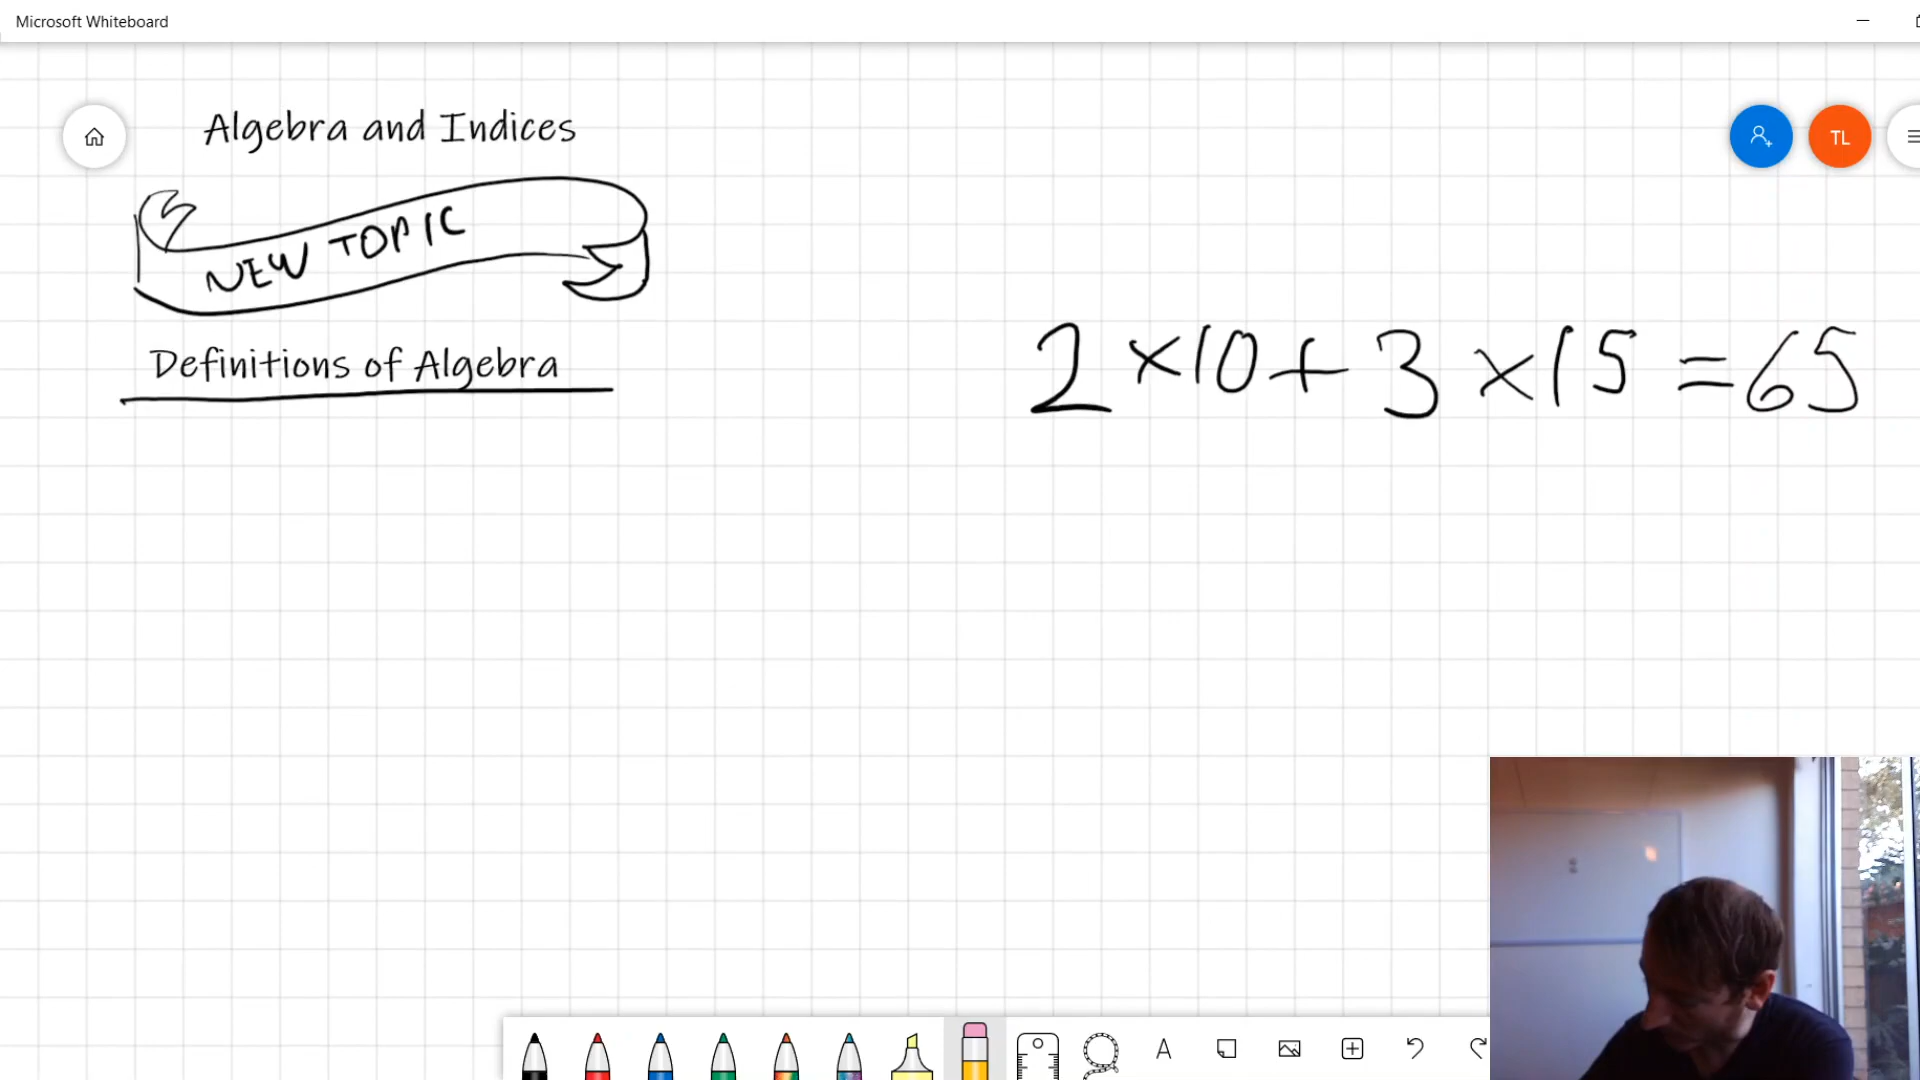 Microsoft Whiteboard
Algebra and Indices
TL
NEW TOPIC
Definitions of Algebra
2 × 10 + 3 × 15 = 65
A